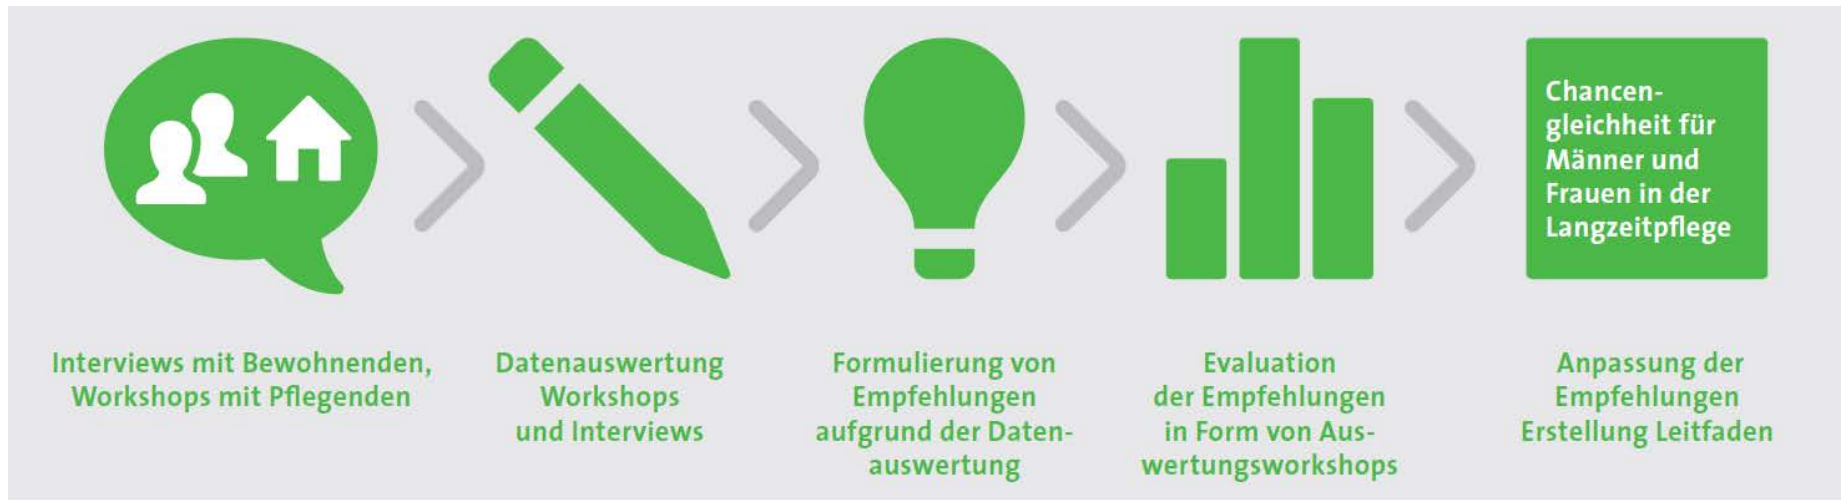 Chancen-
gleichheit für
Männer und
Frauen in der
Langzeitpflege
Interviews mit Bewohnenden,
Workshops mit Pflegenden
Datenauswertung
Workshops
und Interviews
Formulierung von
Empfehlungen
aufgrund der Daten-
auswertung
Evaluation
der Empfehlungen
in Form von Aus-
wertungsworkshops
Anpassung der
Empfehlungen
Erstellung Leitfaden